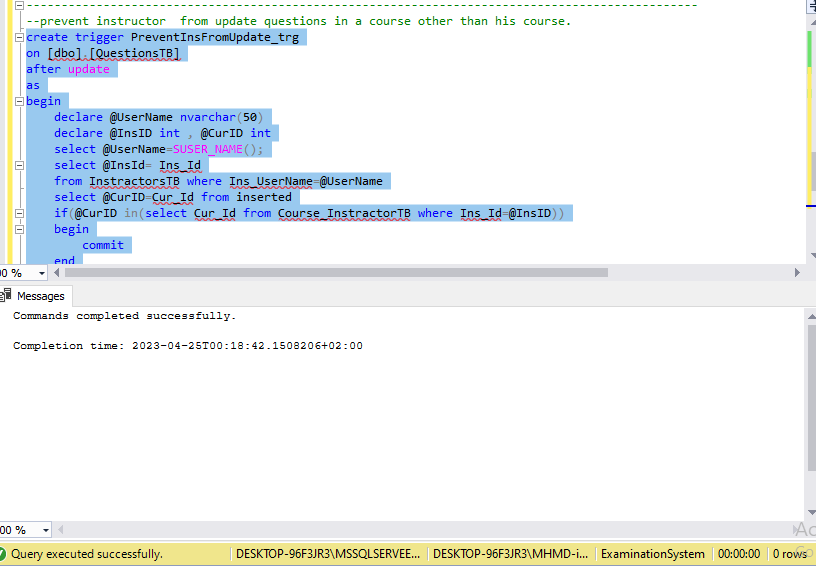 --------------------------------------------------------------------------------------------
--prevent instructor  from update questions in a course other than his course.
create trigger PreventInsFromUpdate_trg
on [dbo].[QuestionsTB]
after update
as
begin
declare @UserName nvarchar(50)
declare @InsID int , @CurID int
select @UserName=SUSER_NAME();
select @InsId= Ins_Id
from InstractorsTB where Ins_UserName=@UserName
select @CurID=Cur_Id from inserted
if(@CurID in(select Cur_Id from Course_InstractorTB where Ins_Id=@InsID))
begin
commit
end
00 %
Messages
Commands completed successfully.
Completion time: 2023-04-25T00:18:42.1508206+02:00
00 %
Query executed successfully. DESKTOP-96F3JR3\MSSQLSERVEE... DESKTOP-96F3JR3\MHMD-i... ExaminationSystem 00:00:00 0 rows